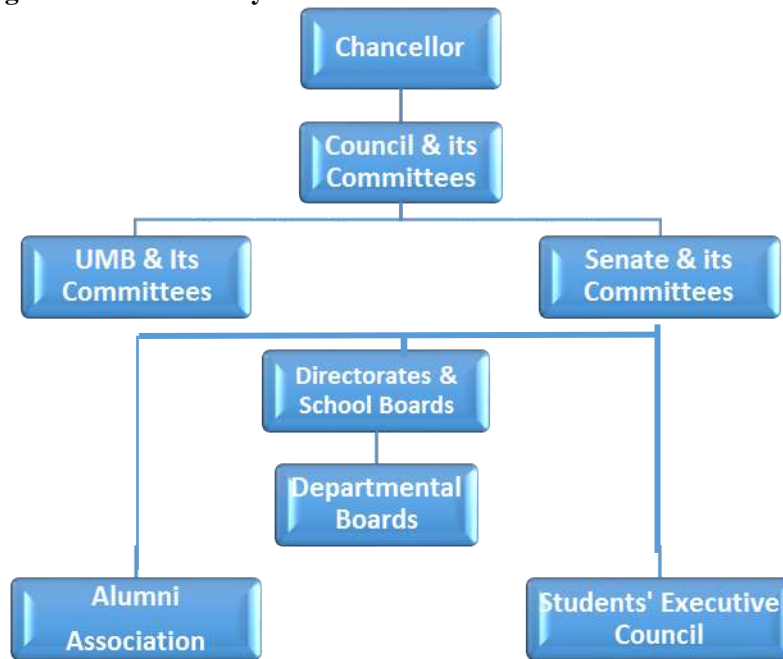 Chancellor
Council & its
Committees
UMB & Its
Committees
Senate & its
Committees
Directorates &
School Boards
Departmental
Boards
Alumni
Association
Students' Executive
Council